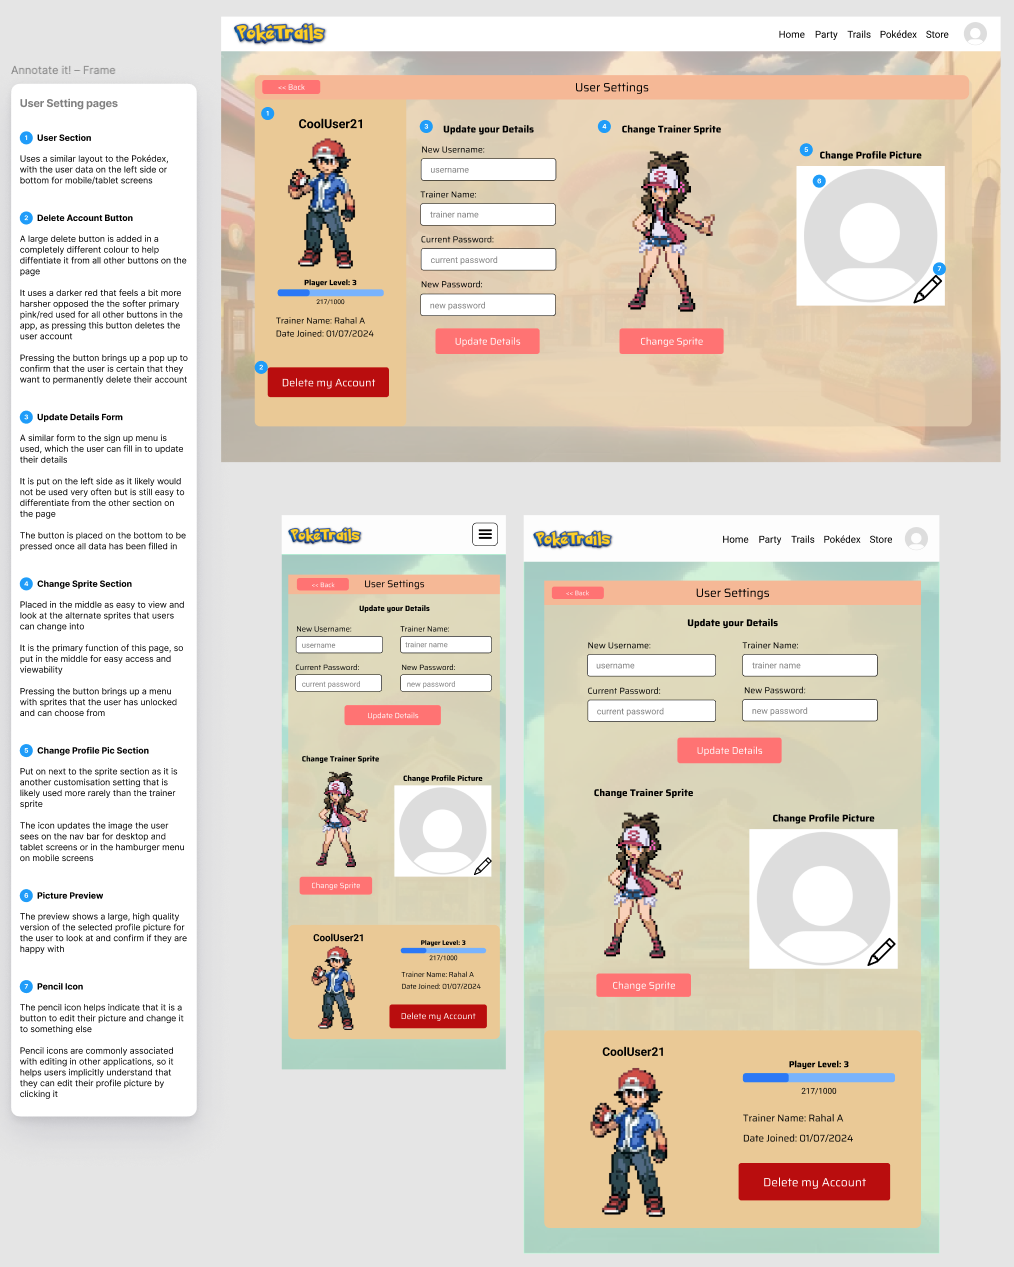 Annotate it! – Frame
User Setting pages
1 User Section
Uses a similar layout to the Pokédex,
with the user data on the left side or
bottom for mobile/tablet screens
2 Delete Account Button
A large delete button is added in a
completely different colour to help
diffentiate it from all other buttons on the
page
It uses a darker red that feels a bit more
harsher opposed the the softer primary
pink/red used for all other buttons in the
app, as pressing this button deletes the
user account
Pressing the button brings up a pop up to
confirm that the user is certain that they
want to permanently delete their account
3 Update Details Form
A similar form to the sign up menu is
used, which the user can fill in to update
their details
It is put on the left side as it likely would
not be used very often but is still easy to
differentiate from the other section on
the page
The button is placed on the bottom to be
pressed once all data has been filled in
4 Change Sprite Section
Placed in the middle as easy to view and
look at the alternate sprites that users
can change into
It is the primary function of this page, so
put in the middle for easy access and
viewability
Pressing the button brings up a menu
with sprites that the user has unlocked
and can choose from
5 Change Profile Pic Section
Put on next to the sprite section as it is
another customisation setting that is
likely used more rarely than the trainer
sprite
The icon updates the image the user
sees on the nav bar for desktop and
tablet screens or in the hamburger menu
on mobile screens
6 Picture Preview
The preview shows a large, high quality
version of the selected profile picture for
the user to look at and confirm if they are
happy with
7 Pencil Icon
The pencil icon helps indicate that it is a
button to edit their picture and change it
to something else
Pencil icons are commonly associated
with editing in other applications, so it
helps users implicitly understand that
they can edit their profile picture by
clicking it
PokéTrails
Home Party Trails Pokédex Store
<< Back
User Settings
1
CoolUser21
Player Level: 3
217/1000
Trainer Name: Rahal A
Date Joined: 01/07/2024
2
Delete my Account
3 Update your Details
New Username:
username
Trainer Name:
trainer name
Current Password:
current password
New Password:
new password
Update Details
4 Change Trainer Sprite
Change Sprite
5 Change Profile Picture
6
7
PokéTrails
<< Back
User Settings
Update your Details
New Username: Trainer Name:
username trainer name
Current Password: New Password:
current password new password
Update Details
Change Trainer Sprite
Change Profile Picture
Change Sprite
CoolUser21
Player Level: 3
217/1000
Trainer Name: Rahal A
Date Joined: 01/07/2024
Delete my Account
PokéTrails
Home Party Trails Pokédex Store
<< Back
User Settings
Update your Details
New Username: Trainer Name:
username trainer name
Current Password: New Password:
current password new password
Update Details
Change Trainer Sprite
Change Profile Picture
Change Sprite
CoolUser21
Player Level: 3
217/1000
Trainer Name: Rahal A
Date Joined: 01/07/2024
Delete my Account